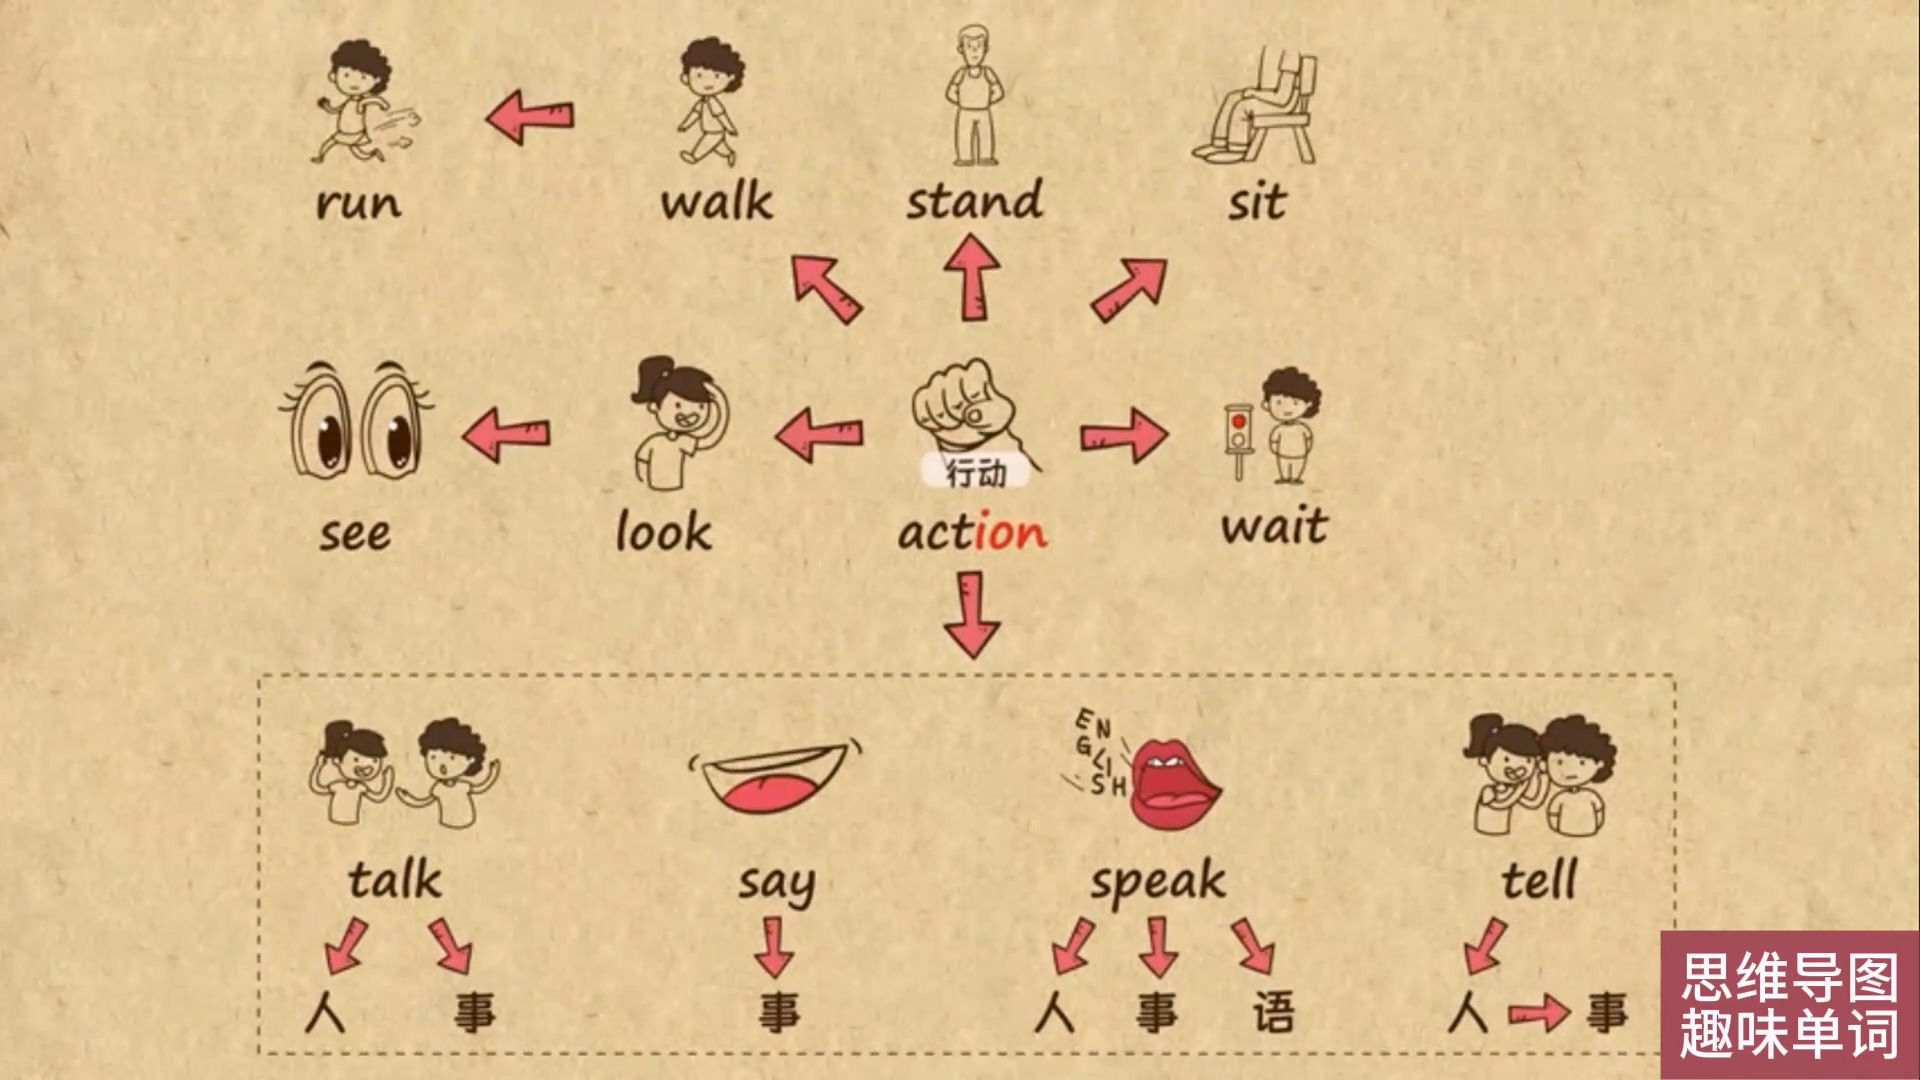 run
walk
stand
sit
行动
see
look
action
wait
ENGLISH
talk
say
speak
tell
人 事
事
人 事 语
人 事
思维导图
趣味单词